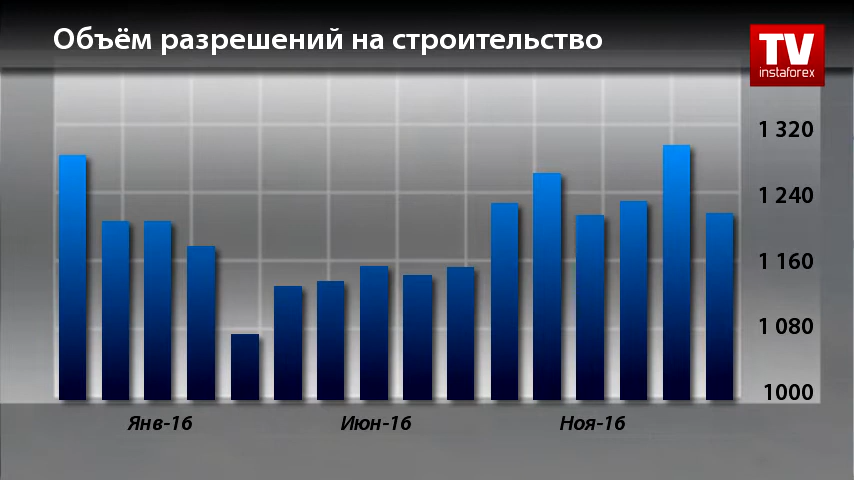 Объём разрешений на строительство
TV
instaforex
1 320
1 240
1 160
1 080
1000
Янв-16
Июн-16
Ноя-16